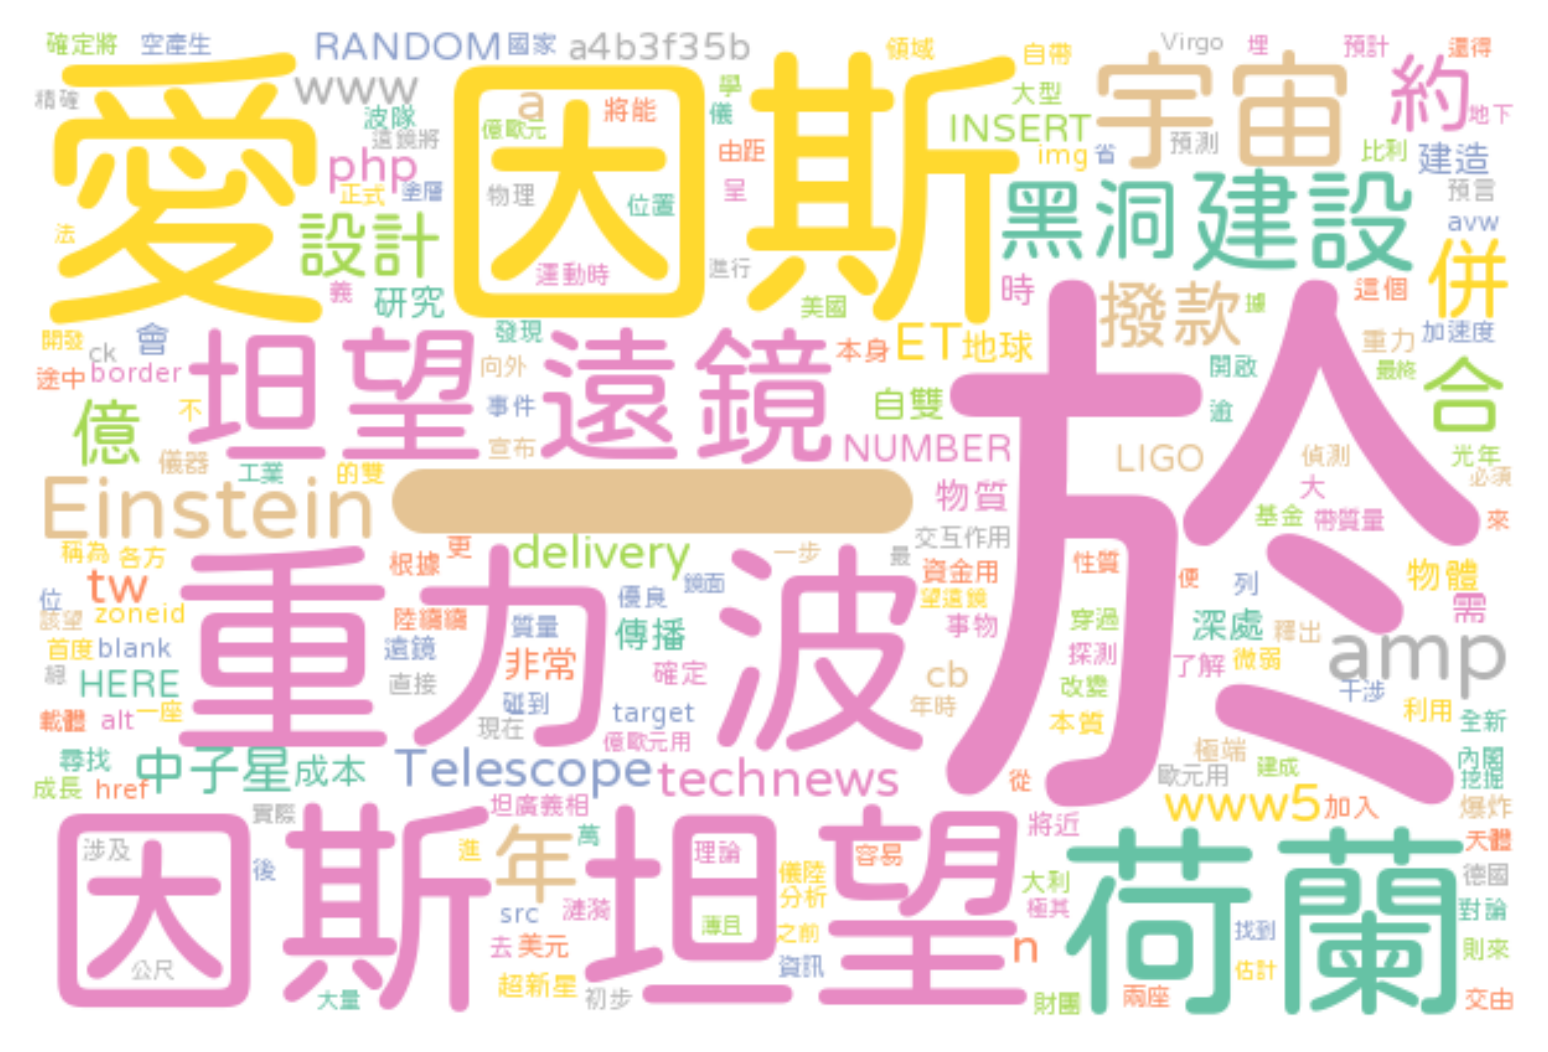 確定將 空產生 RANDOM 國家 a4b3f35b 領域 自帶 Virgo 埋 預計 還得
愛因斯 宇宙 約
精確 www 波隊 遠鏡將 a 億歐元 將能 學 儀 大型 INSERT 地下
php 由距 img 省 預測 比利 建造
正式 塗層 物理 位置 呈 黑洞 建設 預言
法 設計 avw
義 研究 運動時 進行 美國 時 撥款 據 這個 併
開發 ck 會 發現 本身 ET 地球 重力 加速度
途中 border 坦望遠鏡 向外 開啟 最終
億 不 事件 自雙 於 逾 合
儀器 工業 的雙 宣布 NUMBER LIGO 偵測 光年
Einstein 一 物質 大 必須
基金 帶質量 來
稱為 各方 根據 更 delivery 一步 最 交互作用
tw 重力波 鏡面 資金用 性質 便 列 物體
位 zoneid 該望 陸續續 優良 望遠鏡 需
首度 blank 遠鏡 質量 傳播 事物 穿過 深處 釋出
HERE 直接 非常 確定 cb 探測 了解 微弱 amp
載體 alt 一座 碰到 target 年時 改變 干涉 利用
現在 億歐元用 本質 全新
尋找 中子星 成本 Telescope technews 極端 建成 內閣
成長 href 從 歐元用 挖掘
因斯坦望 實際 坦廣義相 將近 www5 加入 爆炸
涉及 進 年 萬 理論 容易 荷蘭 天體
後 儀陸 大利 德國
src 漣漪 薄且 分析 極其 對論
去 美元 之前 n 找到 則來
公尺 超新星 資訊 估計
大量 初步 財團 兩座 交由